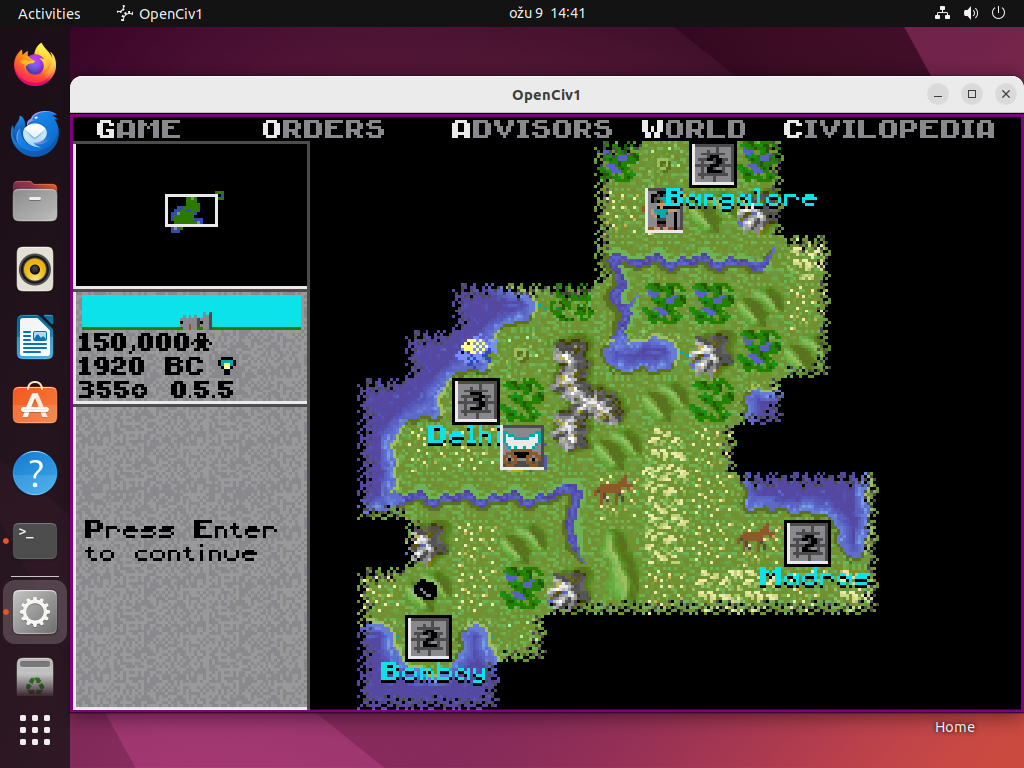 Activities
OpenCiv1
ožu 9 14:41
OpenCiv1
GAME
ORDERS
ADVISORS
WORLD
CIVILOPEDIA
2
Bangalore
150,000
1920 BC
355 0.5.5
3
Delhi
Press Enter
to continue
2
Madras
2
Bombay
Home